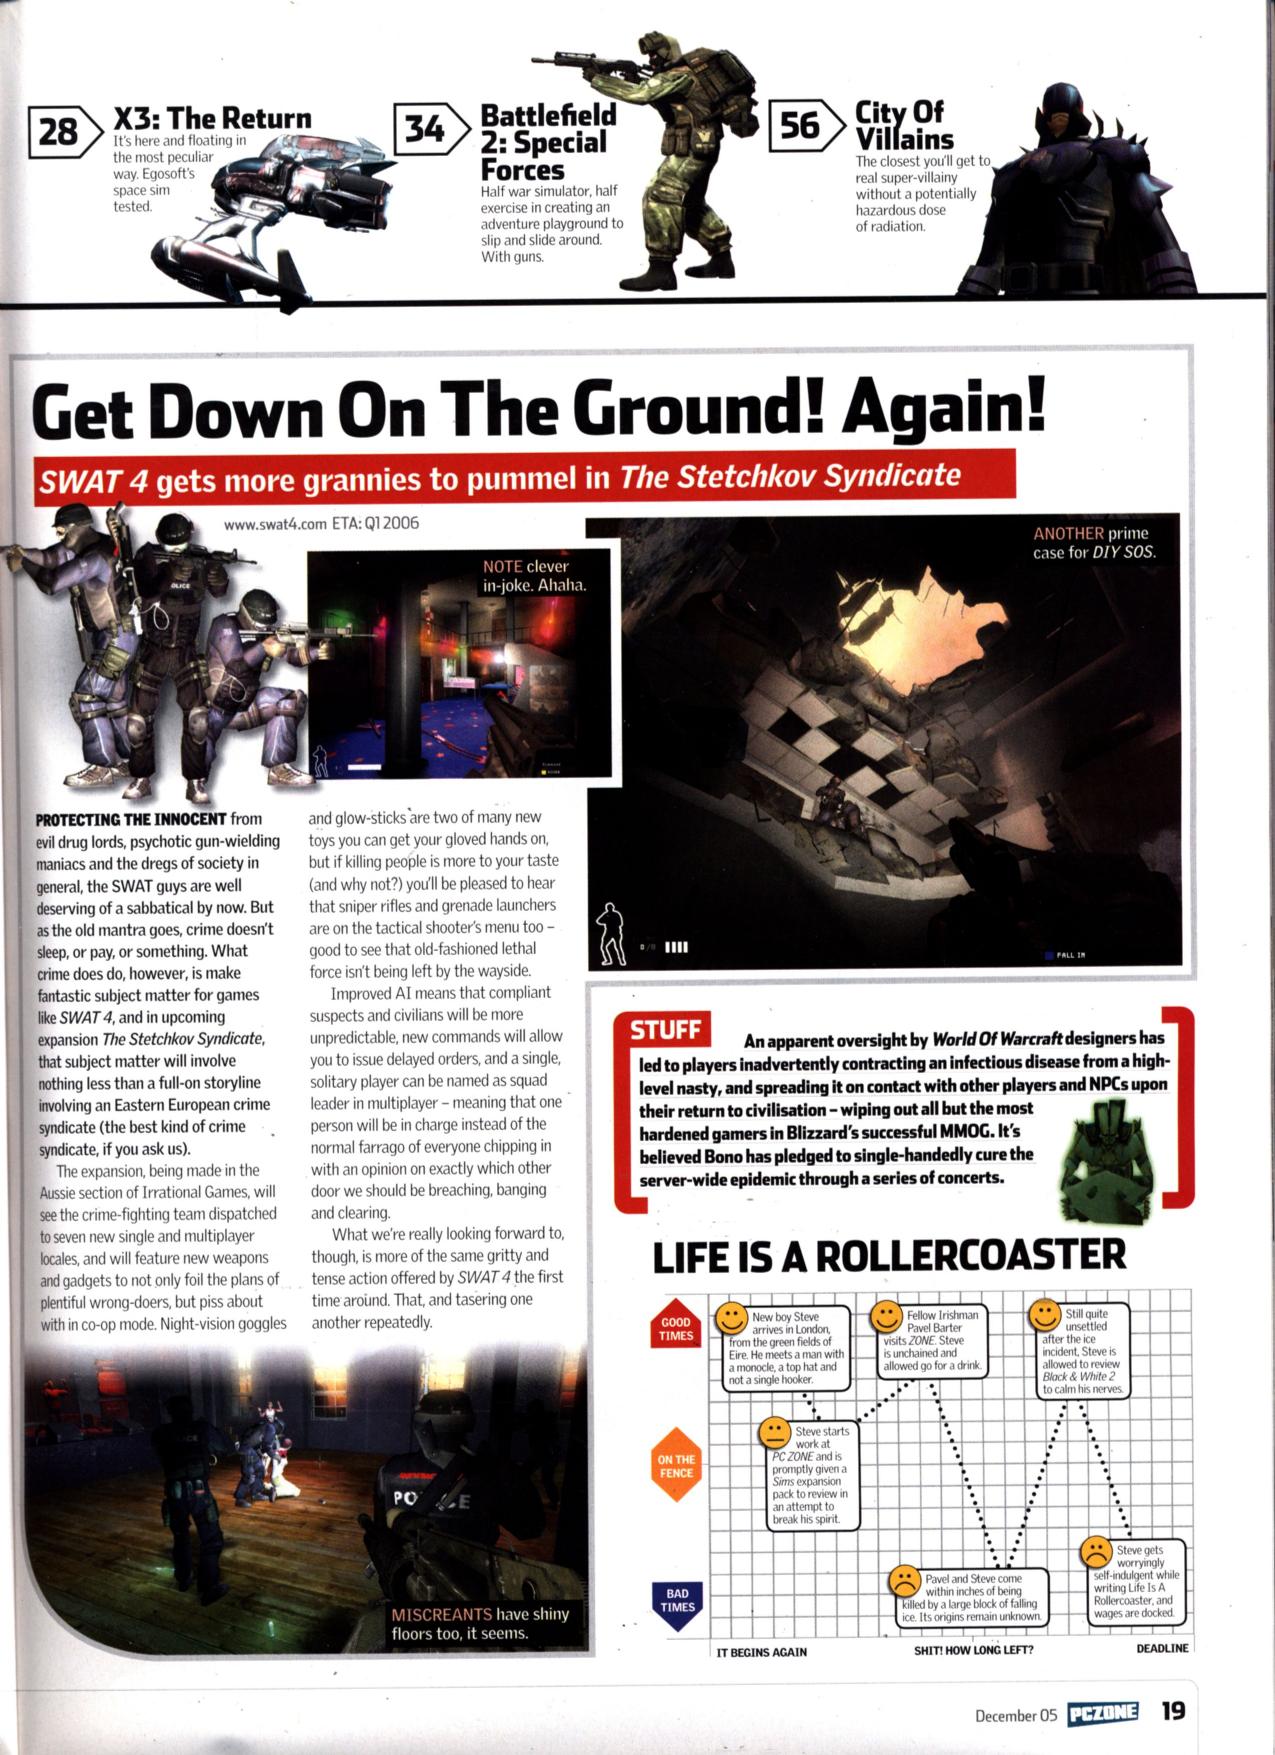 28
X3: The Return
It's here and floating in
the most peculiar
way. Egosoft's
space sim
tested.
34
Battlefield
2: Special
Forces
Half war simulator, half
exercise in creating an
adventure playground to
slip and slide around.
With guns.
56
City Of
Villains
The closest you'll get to
real super-villainy
without a potentially
hazardous dose
of radiation.
Get Down On The Ground! Again!
SWAT 4 gets more grannies to pummel in The Stetchkov Syndicate
www.swat4.com ETA: Q1 2006
NOTE clever
in-joke. Ahaha.
ANOTHER prime
case for DIY SOS.
FALL IN
PROTECTING THE INNOCENT from
evil drug lords, psychotic gun-wielding
maniacs and the dregs of society in
general, the SWAT guys are well
deserving of a sabbatical by now. But
as the old mantra goes, crime doesn't
sleep, or pay, or something. What
crime does do, however, is make
fantastic subject matter for games
like SWAT 4, and in upcoming
expansion The Stetchkov Syndicate,
that subject matter will involve
nothing less than a full-on storyline
involving an Eastern European crime
syndicate (the best kind of crime
syndicate, if you ask us).
The expansion, being made in the
Aussie section of Irrational Games, will
see the crime-fighting team dispatched
to seven new single and multiplayer
locales, and will feature new weapons
and gadgets to not only foil the plans of
plentiful wrong-doers, but piss about
with in co-op mode. Night-vision goggles
and glow-sticks are two of many new
toys you can get your gloved hands on,
but if killing people is more to your taste
(and why not?) you'll be pleased to hear
that sniper rifles and grenade launchers
are on the tactical shooter's menu too –
good to see that old-fashioned lethal
force isn't being left by the wayside.
Improved AI means that compliant
suspects and civilians will be more
unpredictable, new commands will allow
you to issue delayed orders, and a single,
solitary player can be named as squad
leader in multiplayer – meaning that one
person will be in charge instead of the
normal farrago of everyone chipping in
with an opinion on exactly which other
door we should be breaching, banging
and clearing.
What we're really looking forward to,
though, is more of the same gritty and
tense action offered by SWAT 4 the first
time around. That, and tasering one
another repeatedly.
POLICE
MISCREANTS have shiny
floors too, it seems.
STUFF
An apparent oversight by World Of Warcraft designers has
led to players inadvertently contracting an infectious disease from a high-
level nasty, and spreading it on contact with other players and NPCs upon
their return to civilisation – wiping out all but the most
hardened gamers in Blizzard's successful MMOG. It's
believed Bono has pledged to single-handedly cure the
server-wide epidemic through a series of concerts.
LIFE IS A ROLLERCOASTER
GOOD
TIMES
New boy Steve
arrives in London,
from the green fields of
Eire. He meets a man with
a monocle, a top hat and
not a single hooker.
Fellow Irishman
Pavel Barter
visits ZONE. Steve
is unchained and
allowed go for a drink.
Still quite
unsettled
after the ice
incident, Steve is
allowed to review
Black & White 2
to calm his nerves.
ON THE
FENCE
Steve starts
work at
PC ZONE and is
promptly given a
Sims expansion
pack to review in
an attempt to
break his spirit.
BAD
TIMES
Pavel and Steve come
within inches of being
killed by a large block of falling
ice. Its origins remain unknown.
Steve gets
worryingly
self-indulgent while
writing Life Is A
Rollercoaster, and
wages are docked.
IT BEGINS AGAIN
SHIT! HOW LONG LEFT?
DEADLINE
December 05 PCZONE 19